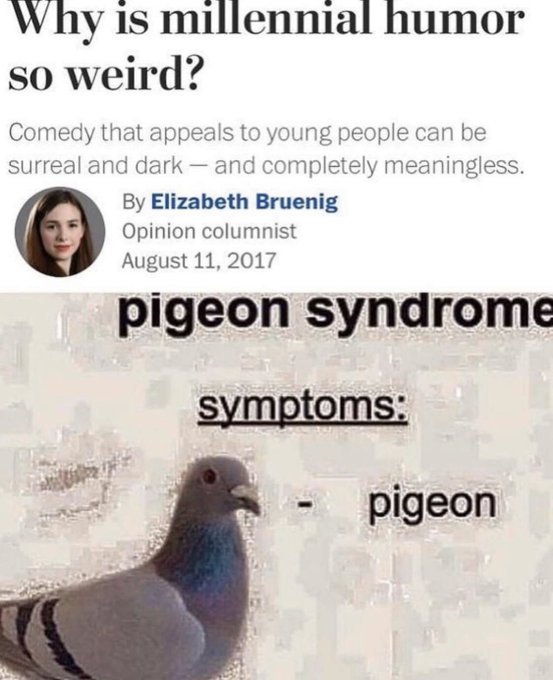 Why is millennial humor
so weird?
Comedy that appeals to young people can be
surreal and dark — and completely meaningless.
By Elizabeth Bruenig
Opinion columnist
August 11, 2017
pigeon syndrome
symptoms:
- pigeon